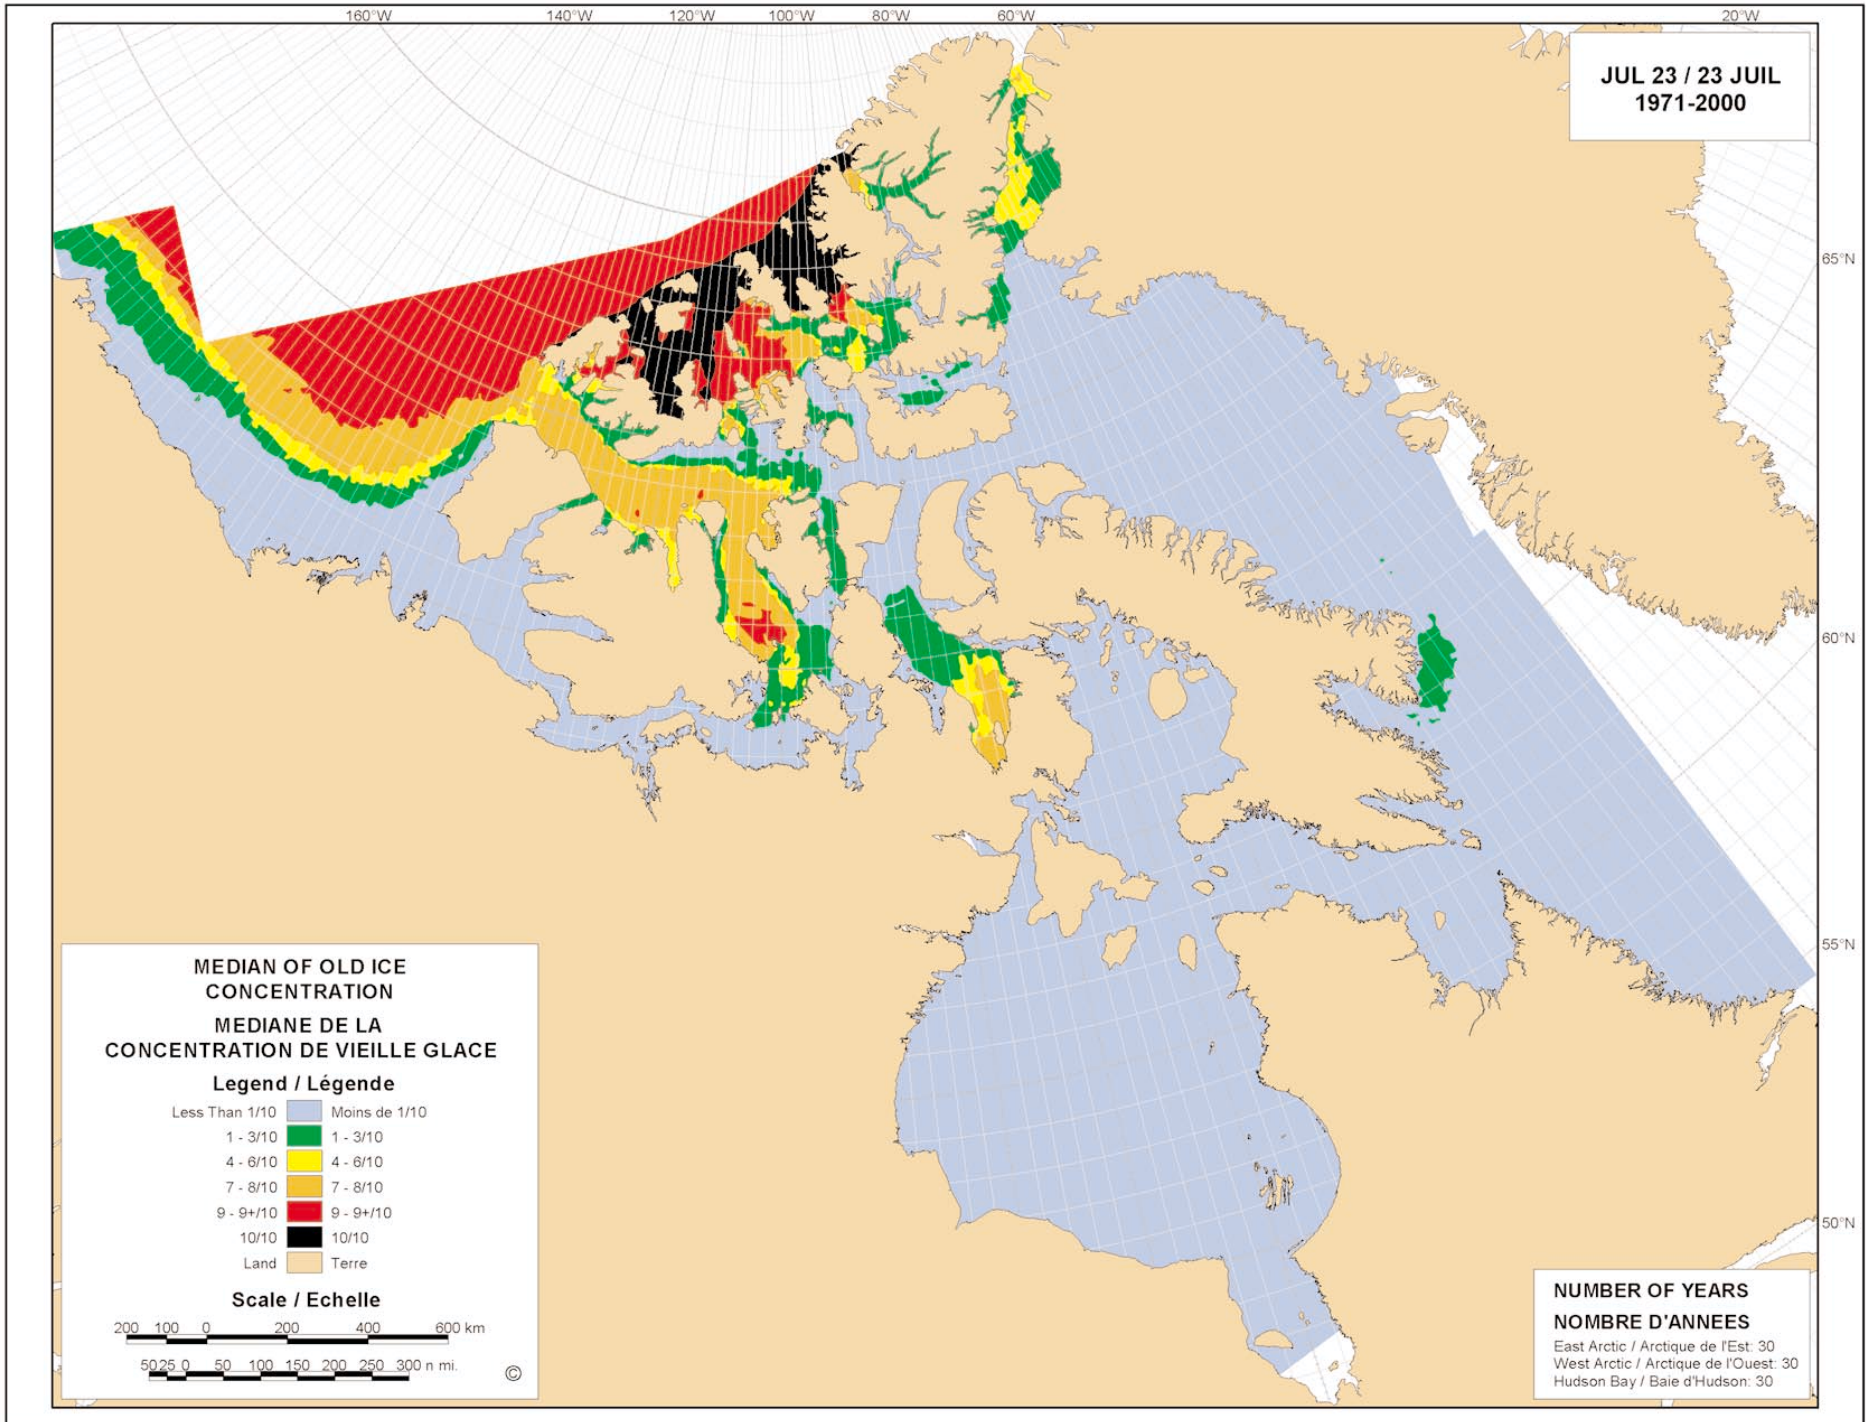 160°W 140°W 120°W 100°W 80°W 60°W 20°W
JUL 23 / 23 JUIL
1971-2000
65°N
60°N
55°N
50°N
MEDIAN OF OLD ICE
CONCENTRATION
MEDIANE DE LA
CONCENTRATION DE VIEILLE GLACE
Legend / Légende
Less Than 1/10 Moins de 1/10
1 - 3/10 1 - 3/10
4 - 6/10 4 - 6/10
7 - 8/10 7 - 8/10
9 - 9+/10 9 - 9+/10
10/10 10/10
Land Terre
Scale / Echelle
200 100 0 200 400 600 km
50 25 0 50 100 150 200 250 300 n mi.
©
NUMBER OF YEARS
NOMBRE D'ANNEES
East Arctic / Arctique de l'Est: 30
West Arctic / Arctique de l'Ouest: 30
Hudson Bay / Baie d'Hudson: 30